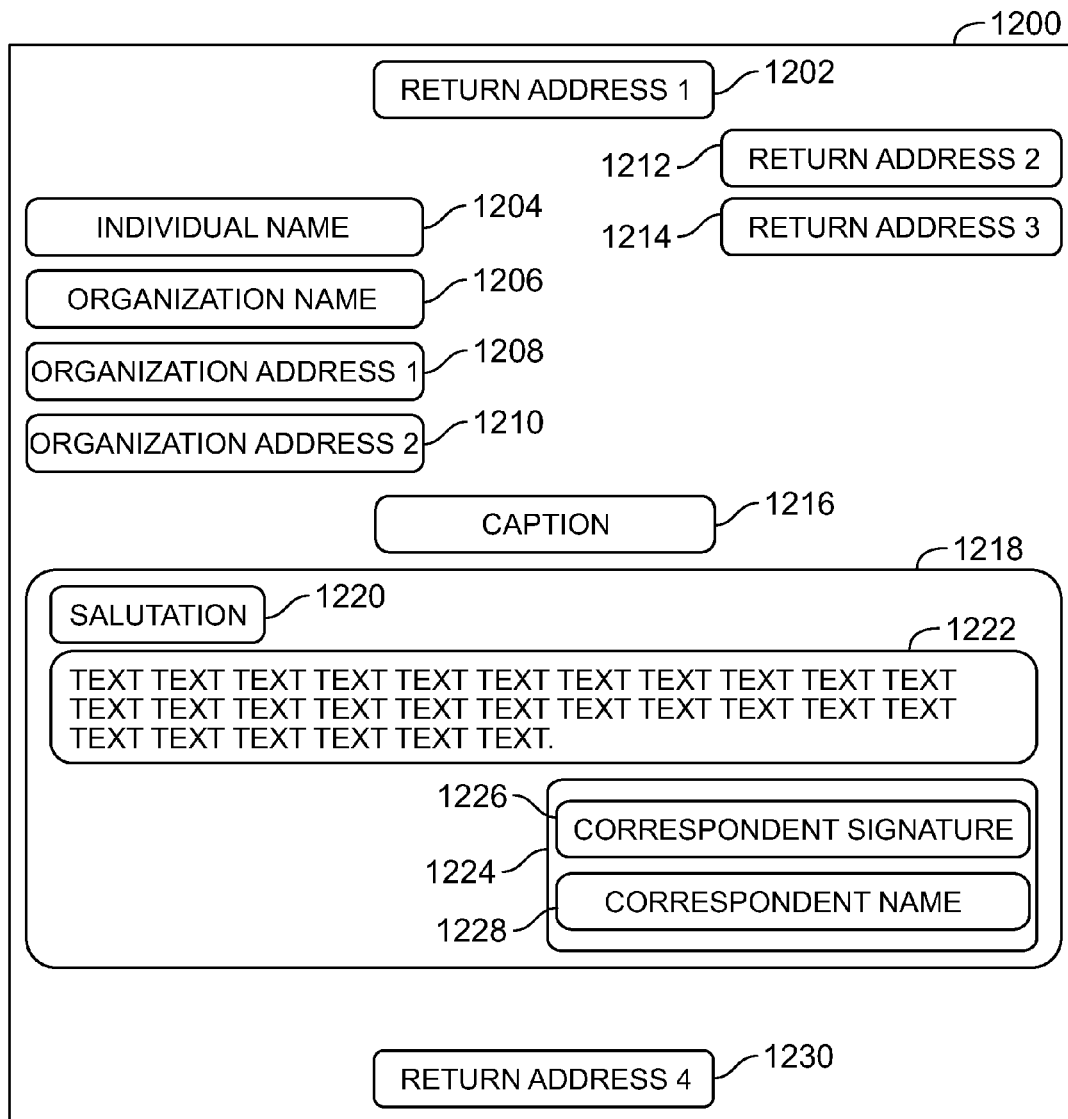 1200
RETURN ADDRESS 1 1202
1212 RETURN ADDRESS 2
INDIVIDUAL NAME 1204
1214 RETURN ADDRESS 3
ORGANIZATION NAME 1206
ORGANIZATION ADDRESS 1 1208
ORGANIZATION ADDRESS 2 1210
CAPTION 1216
1218
SALUTATION 1220
1222
TEXT TEXT TEXT TEXT TEXT TEXT TEXT TEXT TEXT TEXT TEXT
TEXT TEXT TEXT TEXT TEXT TEXT TEXT TEXT TEXT TEXT TEXT
TEXT TEXT TEXT TEXT TEXT TEXT.
1226 CORRESPONDENT SIGNATURE
1224
1228 CORRESPONDENT NAME
RETURN ADDRESS 4 1230